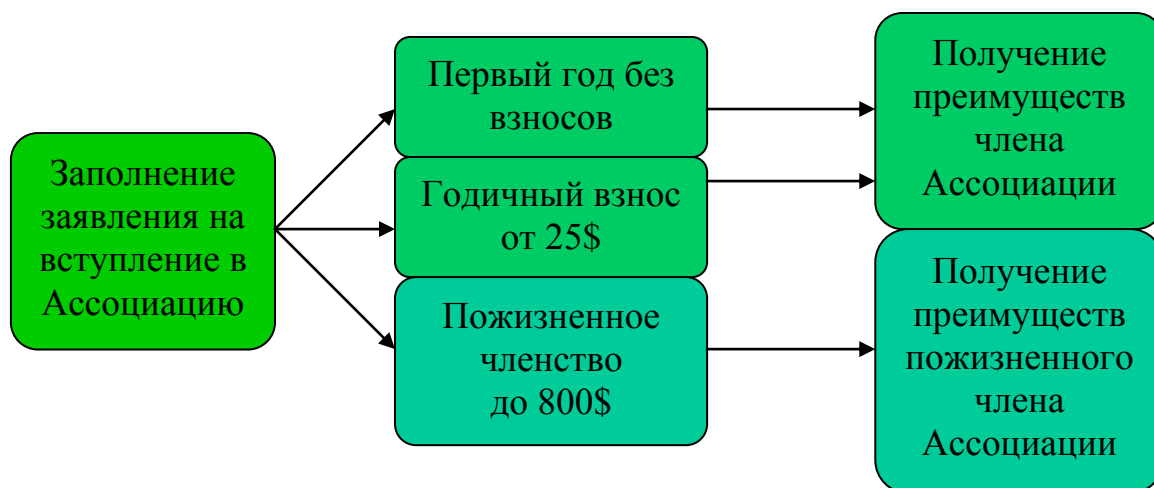 Заполнение
заявления на
вступление в
Ассоциацию
Первый год без
взносов
Годичный взнос
от 25$
Пожизненное
членство
до 800$
Получение
преимуществ
члена
Ассоциации
Получение
преимуществ
пожизненного
члена
Ассоциации